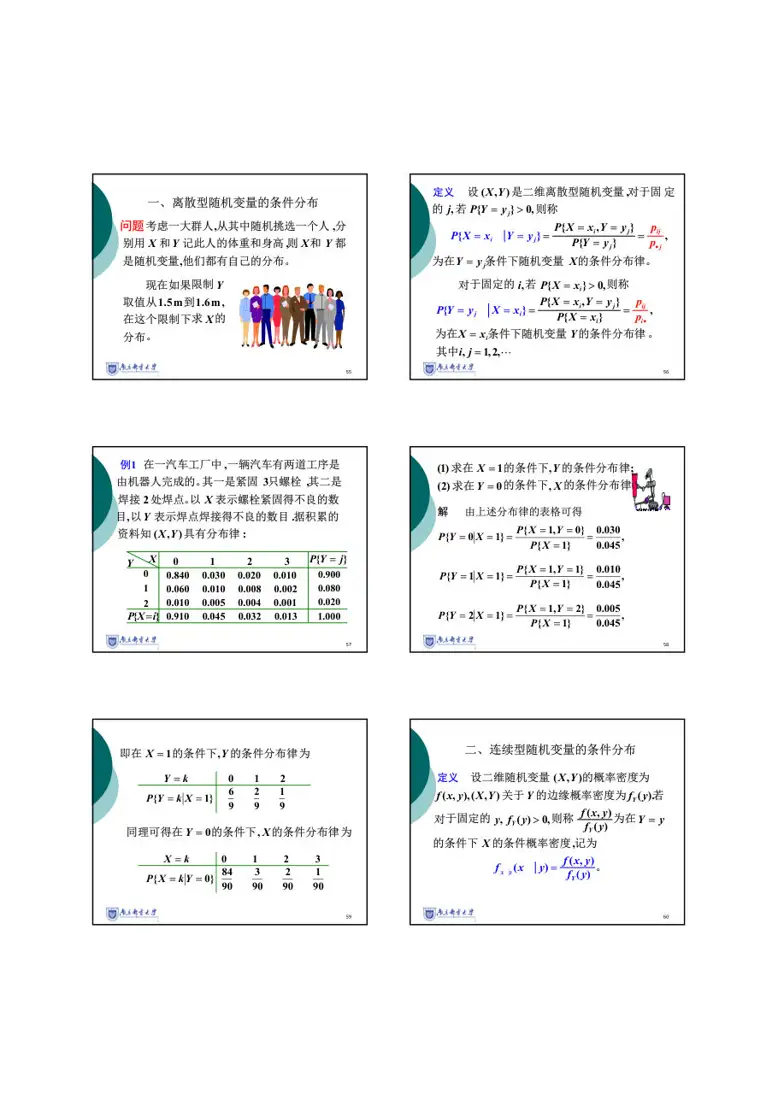 一、离散型随机变量的条件分布
问题 考虑一大群人,从其中随机挑选一个人 ,分
别用 X 和 Y 记此人的体重和身高,则 X和 Y 都
是随机变量,他们都有自己的分布。
现在如果限制 Y
取值从1.5m到1.6m,
在这个限制下求 X的
分布。
55
定义 设 (X,Y)是二维离散型随机变量 ,对于固 定
的 j, 若 P{Y = y_j} > 0, 则称
P{X = x_i | Y = y_j} = P{X = x_i, Y = y_j} / P{Y = y_j} = p_ij / p_•j ,
为在Y = y_j条件下随机变量 X的条件分布律。
对于固定的 i, 若 P{X = x_i} > 0, 则称
P{Y = y_j | X = x_i} = P{X = x_i, Y = y_j} / P{X = x_i} = p_ij / p_i• ,
为在X = x_i条件下随机变量 Y的条件分布律 。
其中i, j = 1,2,⋯
56
例1 在一汽车工厂中 ,一辆汽车有两道工序是
由机器人完成的。其一是紧固 3只螺栓 ,其二是
焊接 2 处焊点。以 X 表示螺栓紧固得不良的数
目,以 Y 表示焊点焊接得不良的数目 .据积累的
资料知 (X,Y)具有分布律 :
Y X 0 1 2 3 P{Y = j}
0 0.840 0.030 0.020 0.010 0.900
1 0.060 0.010 0.008 0.002 0.080
2 0.010 0.005 0.004 0.001 0.020
P{X=i} 0.910 0.045 0.032 0.013 1.000
57
(1) 求在 X = 1的条件下,Y 的条件分布律;
(2) 求在 Y = 0的条件下, X 的条件分布律
解 由上述分布律的表格可得
P{Y = 0|X = 1} = P{X = 1, Y = 0} / P{X = 1} = 0.030 / 0.045 ,
P{Y = 1|X = 1} = P{X = 1, Y = 1} / P{X = 1} = 0.010 / 0.045 ,
P{Y = 2|X = 1} = P{X = 1, Y = 2} / P{X = 1} = 0.005 / 0.045 ,
58
即在 X = 1的条件下,Y 的条件分布律为
Y = k 0 1 2
P{Y = k|X = 1} 6/9 2/9 1/9
同理可得在 Y = 0的条件下, X的条件分布律为
X = k 0 1 2 3
P{X = k|Y = 0} 84/90 3/90 2/90 1/90
59
二、连续型随机变量的条件分布
定义 设二维随机变量 (X,Y)的概率密度为
f(x,y),(X,Y)关于 Y 的边缘概率密度为f_Y(y).若
对于固定的 y, f_Y(y) > 0, 则称 f(x,y) / f_Y(y) 为在Y = y
的条件下 X的条件概率密度,记为
f_x y(x | y) = f(x,y) / f_Y(y) 。
60